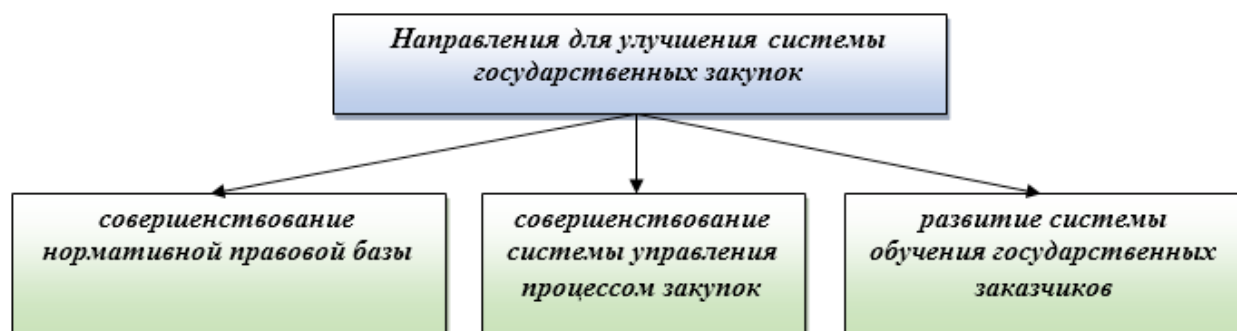 Направления для улучшения системы
государственных закупок
совершенствование
нормативной правовой базы
совершенствование
системы управления
процессом закупок
развитие системы
обучения государственных
заказчиков